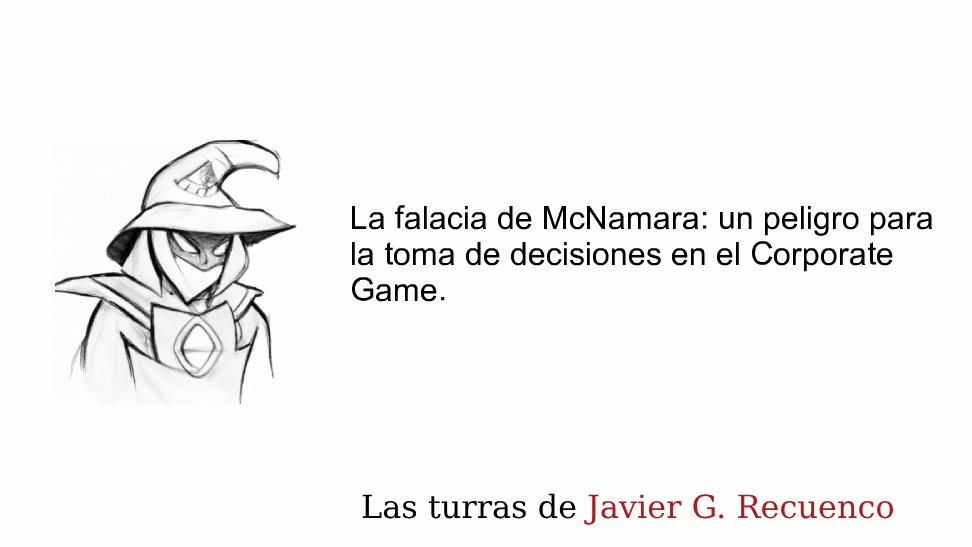 La falacia de McNamara: un peligro para
la toma de decisiones en el Corporate
Game.
Las turras de Javier G. Recuenco